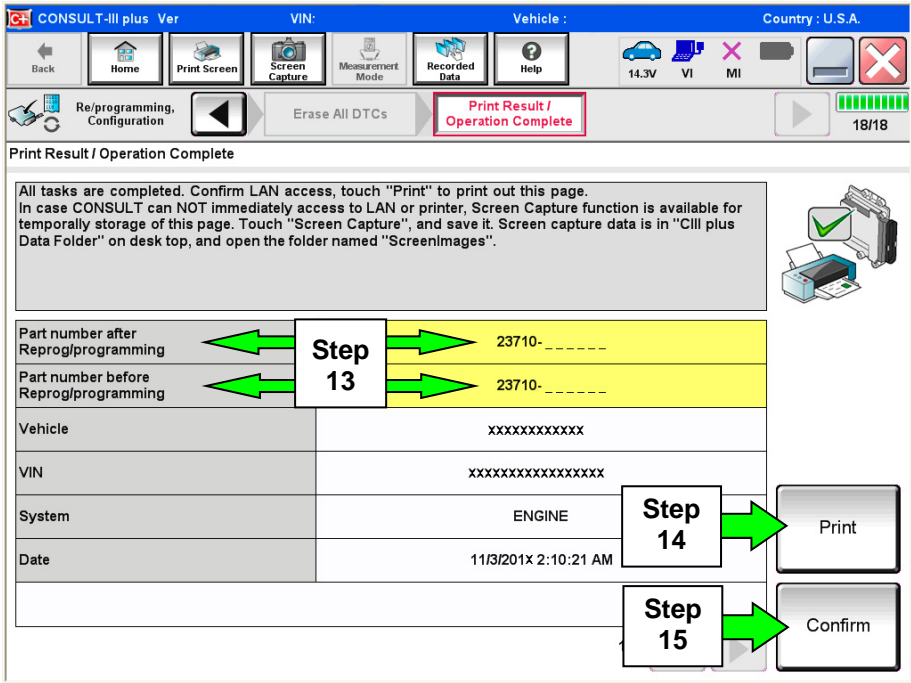 CONSULT-III plus Ver VIN: Vehicle : Country : U.S.A.
Back Home Print Screen Screen Capture Measurement Mode Recorded Data Help 14.3V VI MI
Re/programming, Configuration Erase All DTCs Print Result / Operation Complete 18/18
Print Result / Operation Complete
All tasks are completed. Confirm LAN access, touch "Print" to print out this page.
In case CONSULT can NOT immediately access to LAN or printer, Screen Capture function is available for
temporally storage of this page. Touch "Screen Capture", and save it. Screen capture data is in "CIII plus
Data Folder" on desk top, and open the folder named "ScreenImages".
Part number after
Reprog/programming
23710-______
Part number before
Reprog/programming
23710-______
Step
13
Vehicle xxxxxxxxxxxx
VIN xxxxxxxxxxxxxxxxx
System ENGINE
Step
14
Print
Date 11/3/201x 2:10:21 AM
Step
15
Confirm